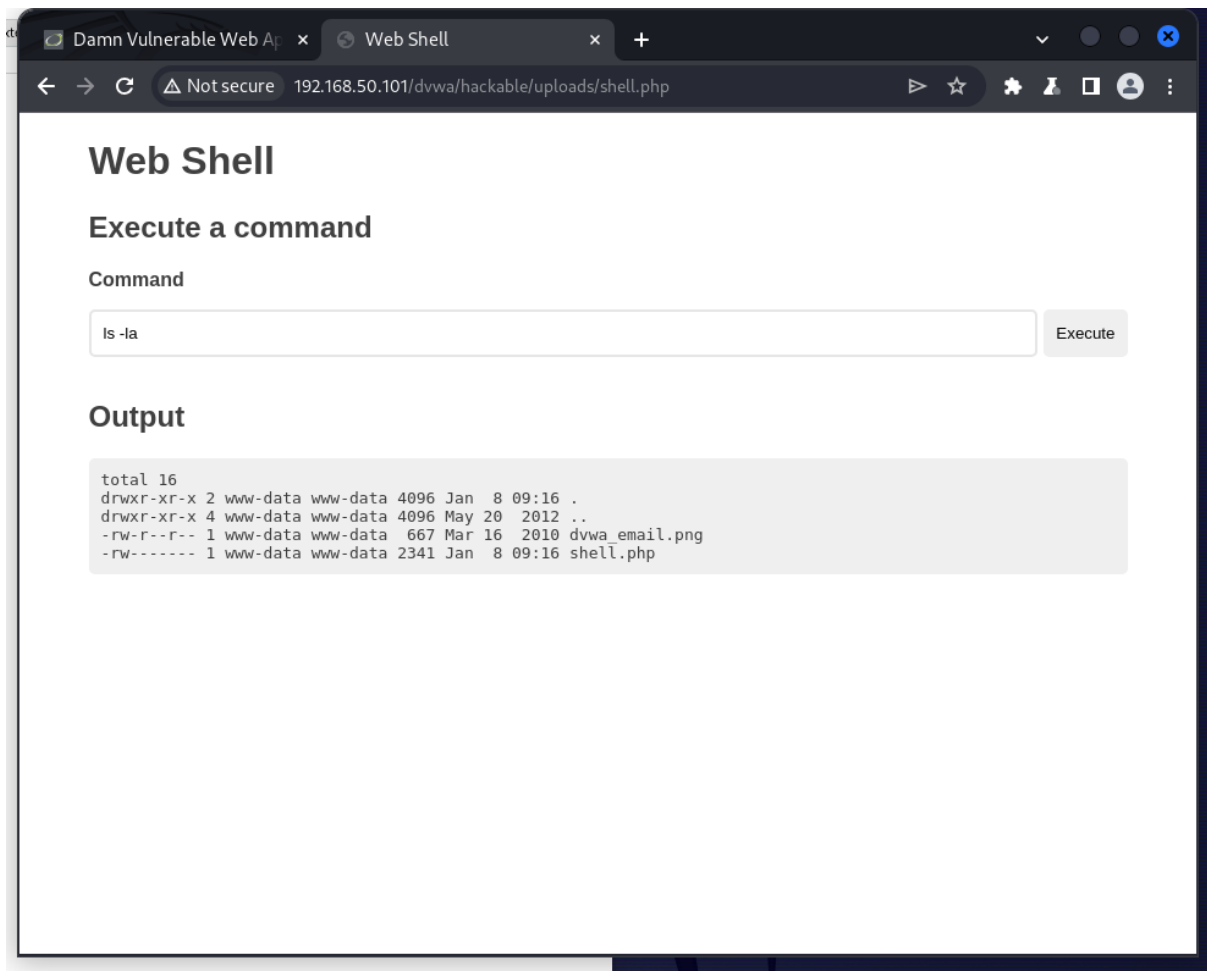 Damn Vulnerable Web Ap
Web Shell
Not secure 192.168.50.101/dvwa/hackable/uploads/shell.php
Web Shell
Execute a command
Command
ls -la
Execute
Output
total 16
drwxr-xr-x 2 www-data www-data 4096 Jan  8 09:16 .
drwxr-xr-x 4 www-data www-data 4096 May 20  2012 ..
-rw-r--r-- 1 www-data www-data  667 Mar 16  2010 dvwa_email.png
-rw------- 1 www-data www-data 2341 Jan  8 09:16 shell.php